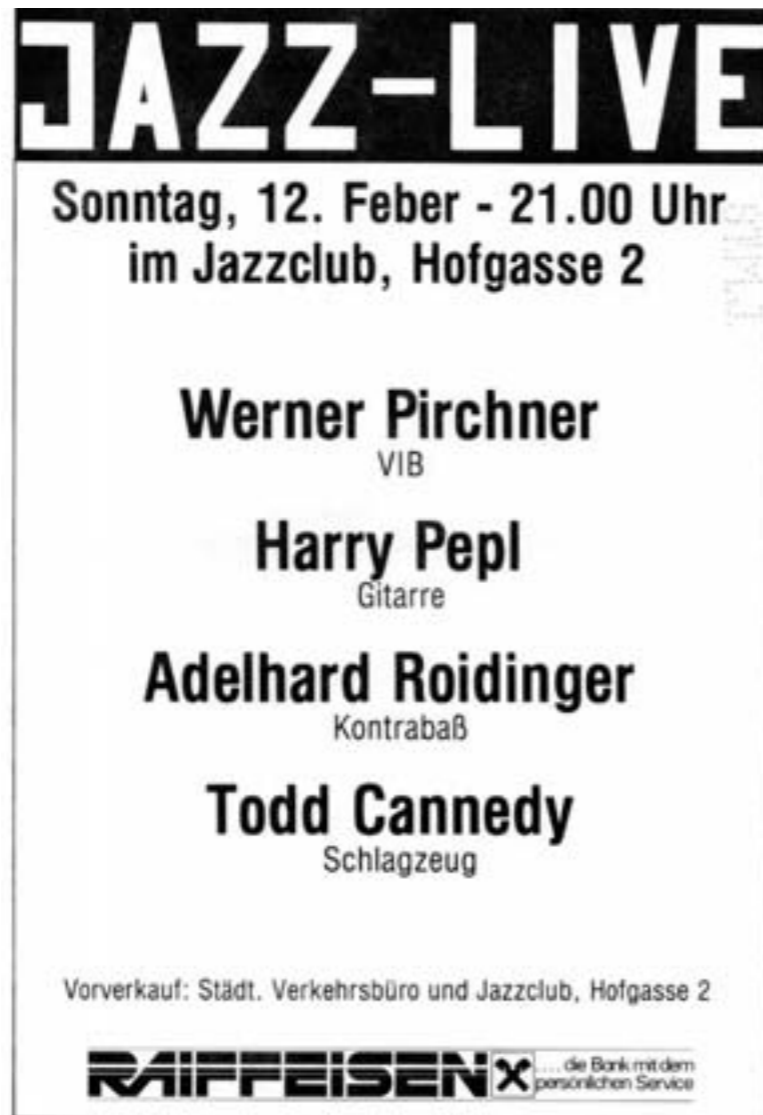 JAZZ-LIVE
Sonntag, 12. Feber - 21.00 Uhr
im Jazzclub, Hofgasse 2
Werner Pirchner
VIB
Harry Pepl
Gitarre
Adelhard Roidinger
Kontrabaß
Todd Cannedy
Schlagzeug
Vorverkauf: Städt. Verkehrsbüro und Jazzclub, Hofgasse 2
RAIFFEISEN
.... die Bank mit dem
persönlichen Service